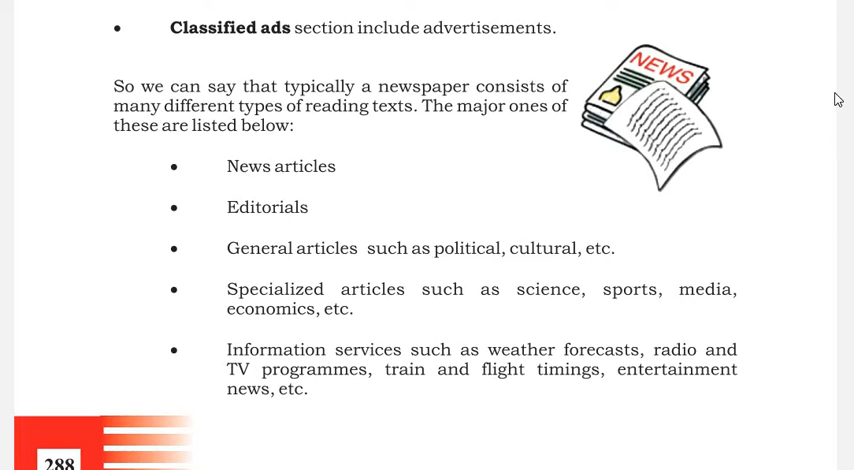 • Classified ads section include advertisements.
NEWS
So we can say that typically a newspaper consists of
many different types of reading texts. The major ones of
these are listed below:
• News articles
• Editorials
• General articles such as political, cultural, etc.
• Specialized articles such as science, sports, media,
economics, etc.
• Information services such as weather forecasts, radio and
TV programmes, train and flight timings, entertainment
news, etc.
288